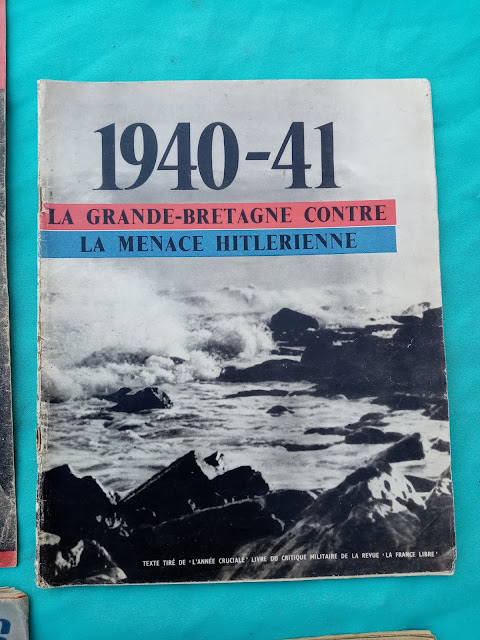 1940-41
LA GRANDE-BRETAGNE CONTRE
LA MENACE HITLERIENNE
TEXTE TIRÉ DE "L'ANNÉE CRUCIALE" LIVRE DU CRITIQUE MILITAIRE DE LA REVUE "LA FRANCE LIBRE"